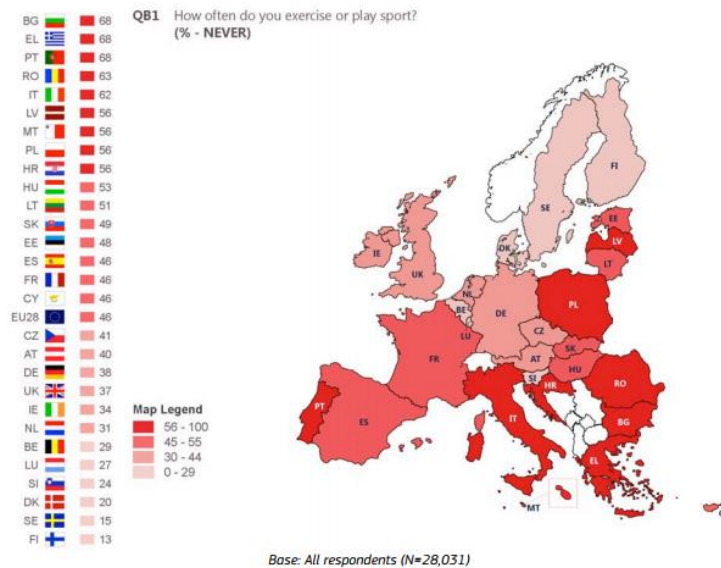 QB1 How often do you exercise or play sport?
(% - NEVER)
BG 68
EL 68
PT 68
RO 63
IT 62
LV 56
MT 56
PL 56
HR 56
HU 53
LT 51
SK 49
EE 48
ES 46
FR 46
CY 46
EU28 46
CZ 41
AT 40
DE 38
UK 37
IE 34
NL 31
BE 29
LU 27
SI 24
DK 20
SE 15
FI 13
Map Legend
56 - 100
45 - 55
30 - 44
0 - 29
FI
SE
EE
LV
LT
DK
IE
UK
NL
BE
DE
PL
LU
CZ
SK
FR
AT
HU
SI
HR
RO
PT
ES
IT
BG
EL
MT
Base: All respondents (N=28,031)